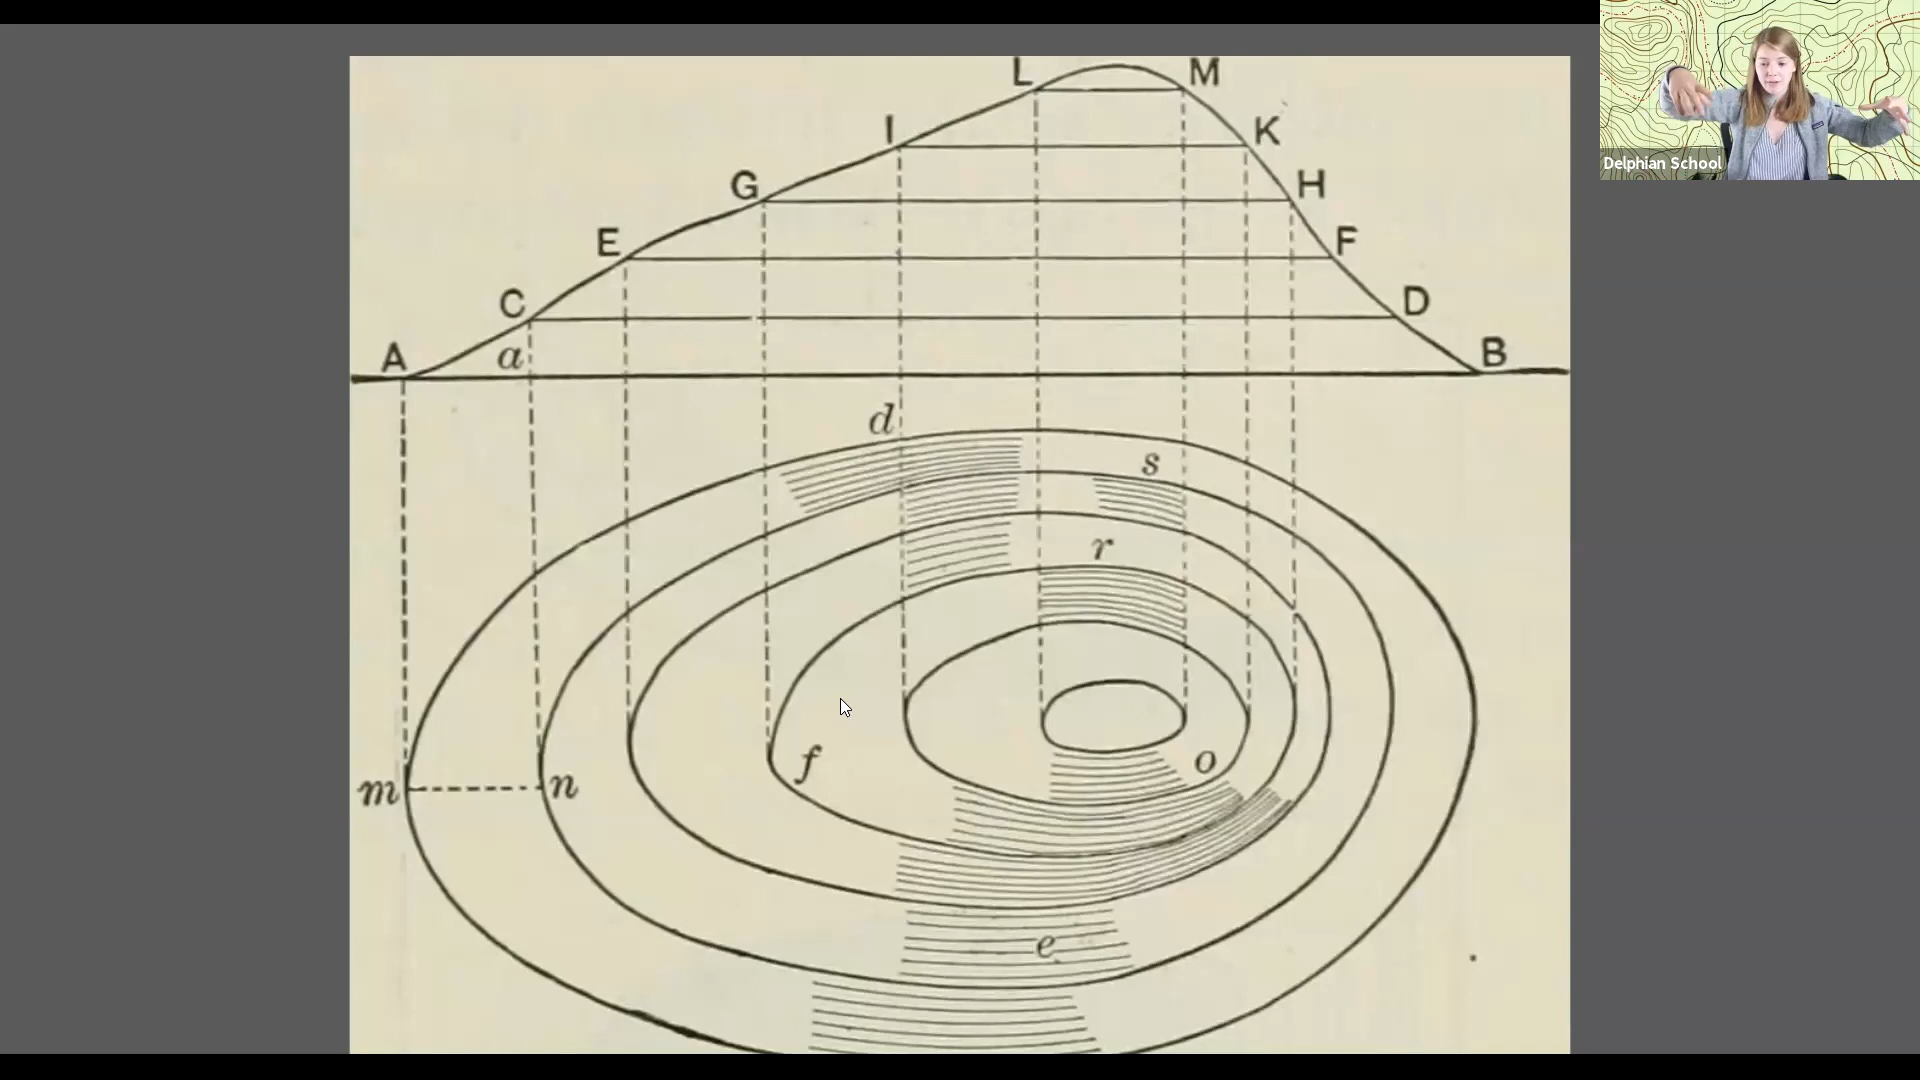 L M
I K
G H
E F
C D
A a B
d
s
r
f o
m n
e
Delphian School